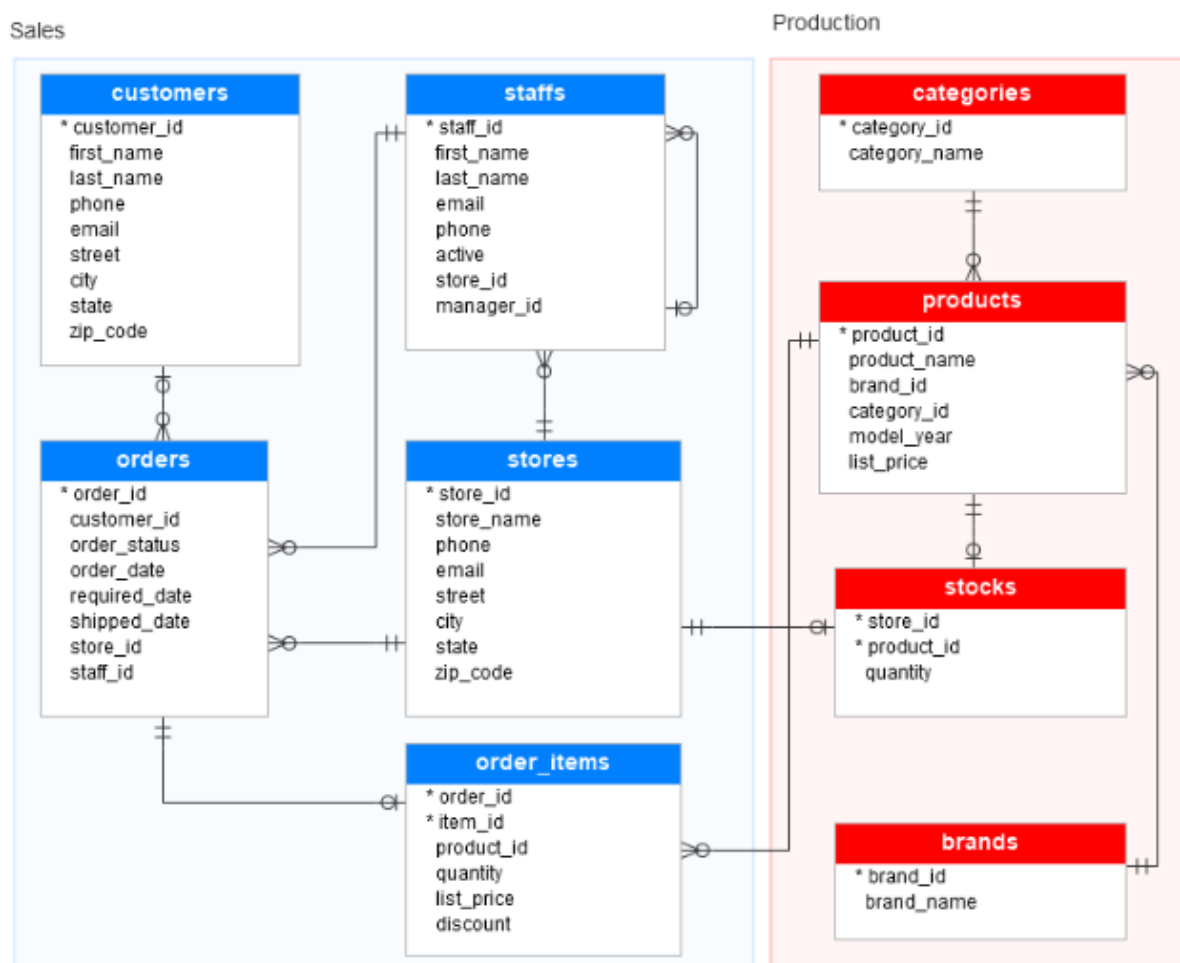 Sales
Production
customers
* customer_id
first_name
last_name
phone
email
street
city
state
zip_code
staffs
* staff_id
first_name
last_name
email
phone
active
store_id
manager_id
categories
* category_id
category_name
products
* product_id
product_name
brand_id
category_id
model_year
list_price
orders
* order_id
customer_id
order_status
order_date
required_date
shipped_date
store_id
staff_id
stores
* store_id
store_name
phone
email
street
city
state
zip_code
stocks
* store_id
* product_id
quantity
order_items
* order_id
* item_id
product_id
quantity
list_price
discount
brands
* brand_id
brand_name